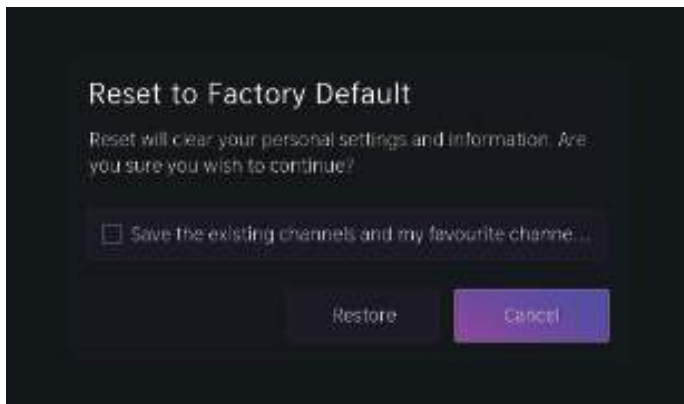 Reset to Factory Default
Reset will clear your personal settings and information. Are
you sure you wish to continue?
Save the existing channels and my favourite channe...
Restore
Cancel